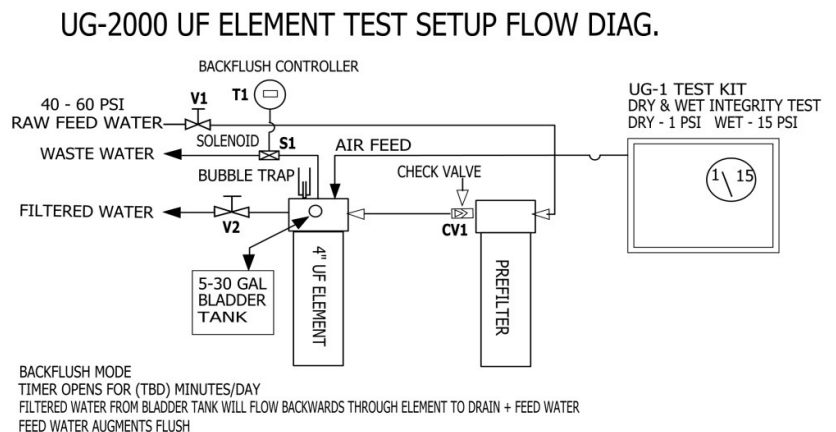 UG-2000 UF ELEMENT TEST SETUP FLOW DIAG.
BACKFLUSH CONTROLLER
T1
V1
40 - 60 PSI
RAW FEED WATER
SOLENOID
S1
WASTE WATER
AIR FEED
UG-1 TEST KIT
DRY & WET INTEGRITY TEST
DRY - 1 PSI WET - 15 PSI
1 15
BUBBLE TRAP
CHECK VALVE
FILTERED WATER
V2
CV1
5-30 GAL
BLADDER
TANK
4" UF ELEMENT
PREFILTER
BACKFLUSH MODE
TIMER OPENS FOR (TBD) MINUTES/DAY
FILTERED WATER FROM BLADDER TANK WILL FLOW BACKWARDS THROUGH ELEMENT TO DRAIN + FEED WATER
FEED WATER AUGMENTS FLUSH